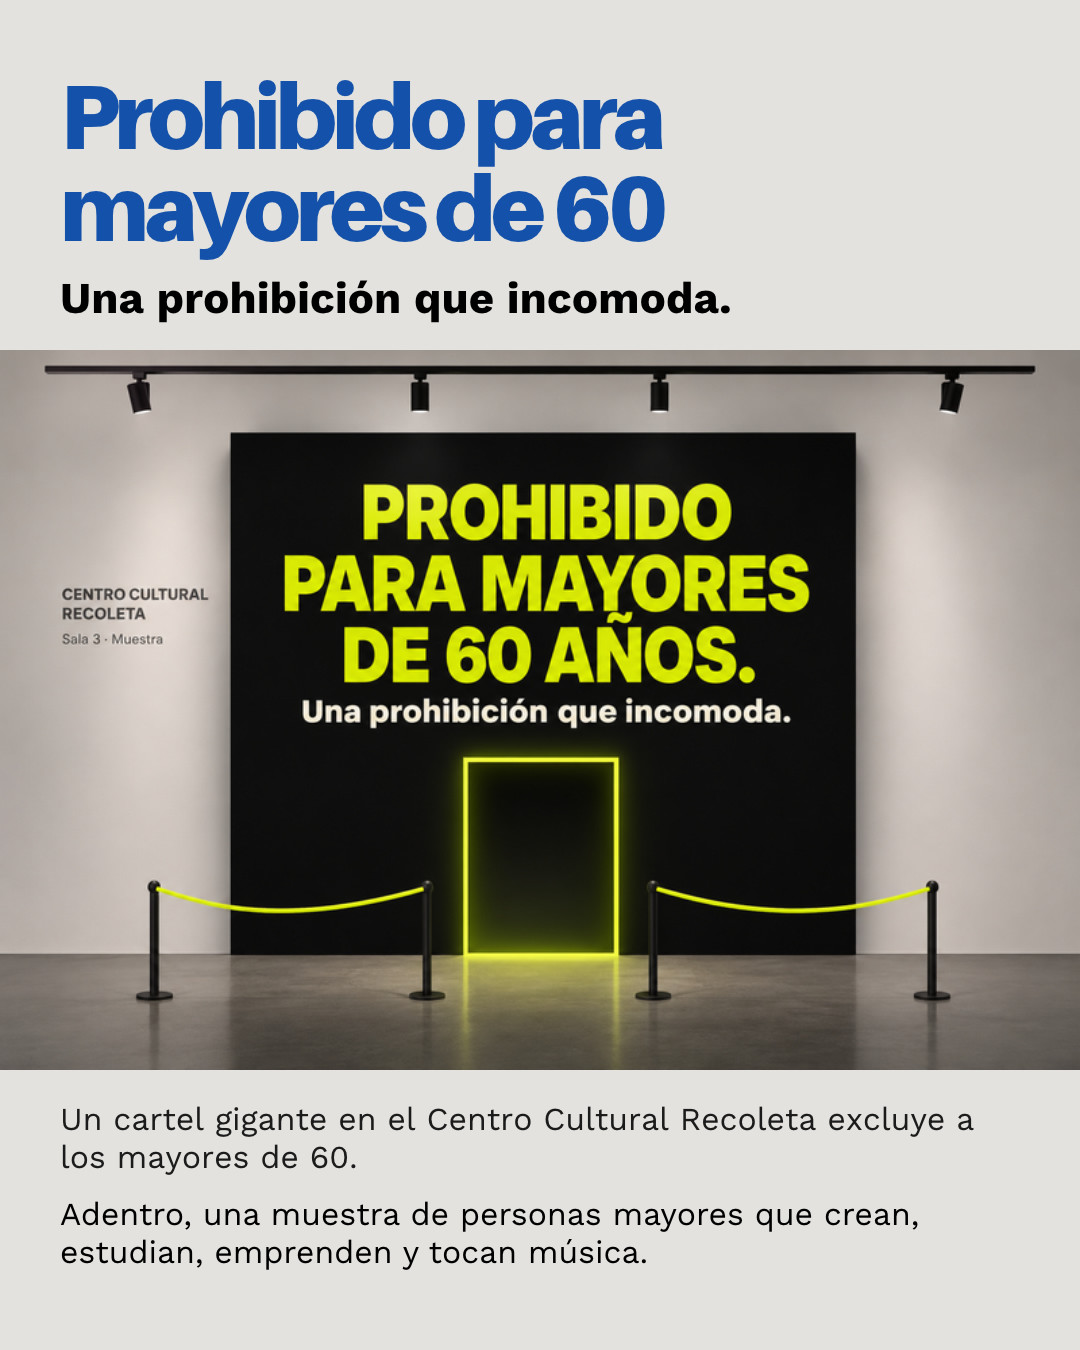 Prohibido para
mayores de 60
Una prohibición que incomoda.
CENTRO CULTURAL
RECOLETA
Sala 3 · Muestra
PROHIBIDO
PARA MAYORES
DE 60 AÑOS.
Una prohibición que incomoda.
Un cartel gigante en el Centro Cultural Recoleta excluye a
los mayores de 60.
Adentro, una muestra de personas mayores que crean,
estudian, emprenden y tocan música.